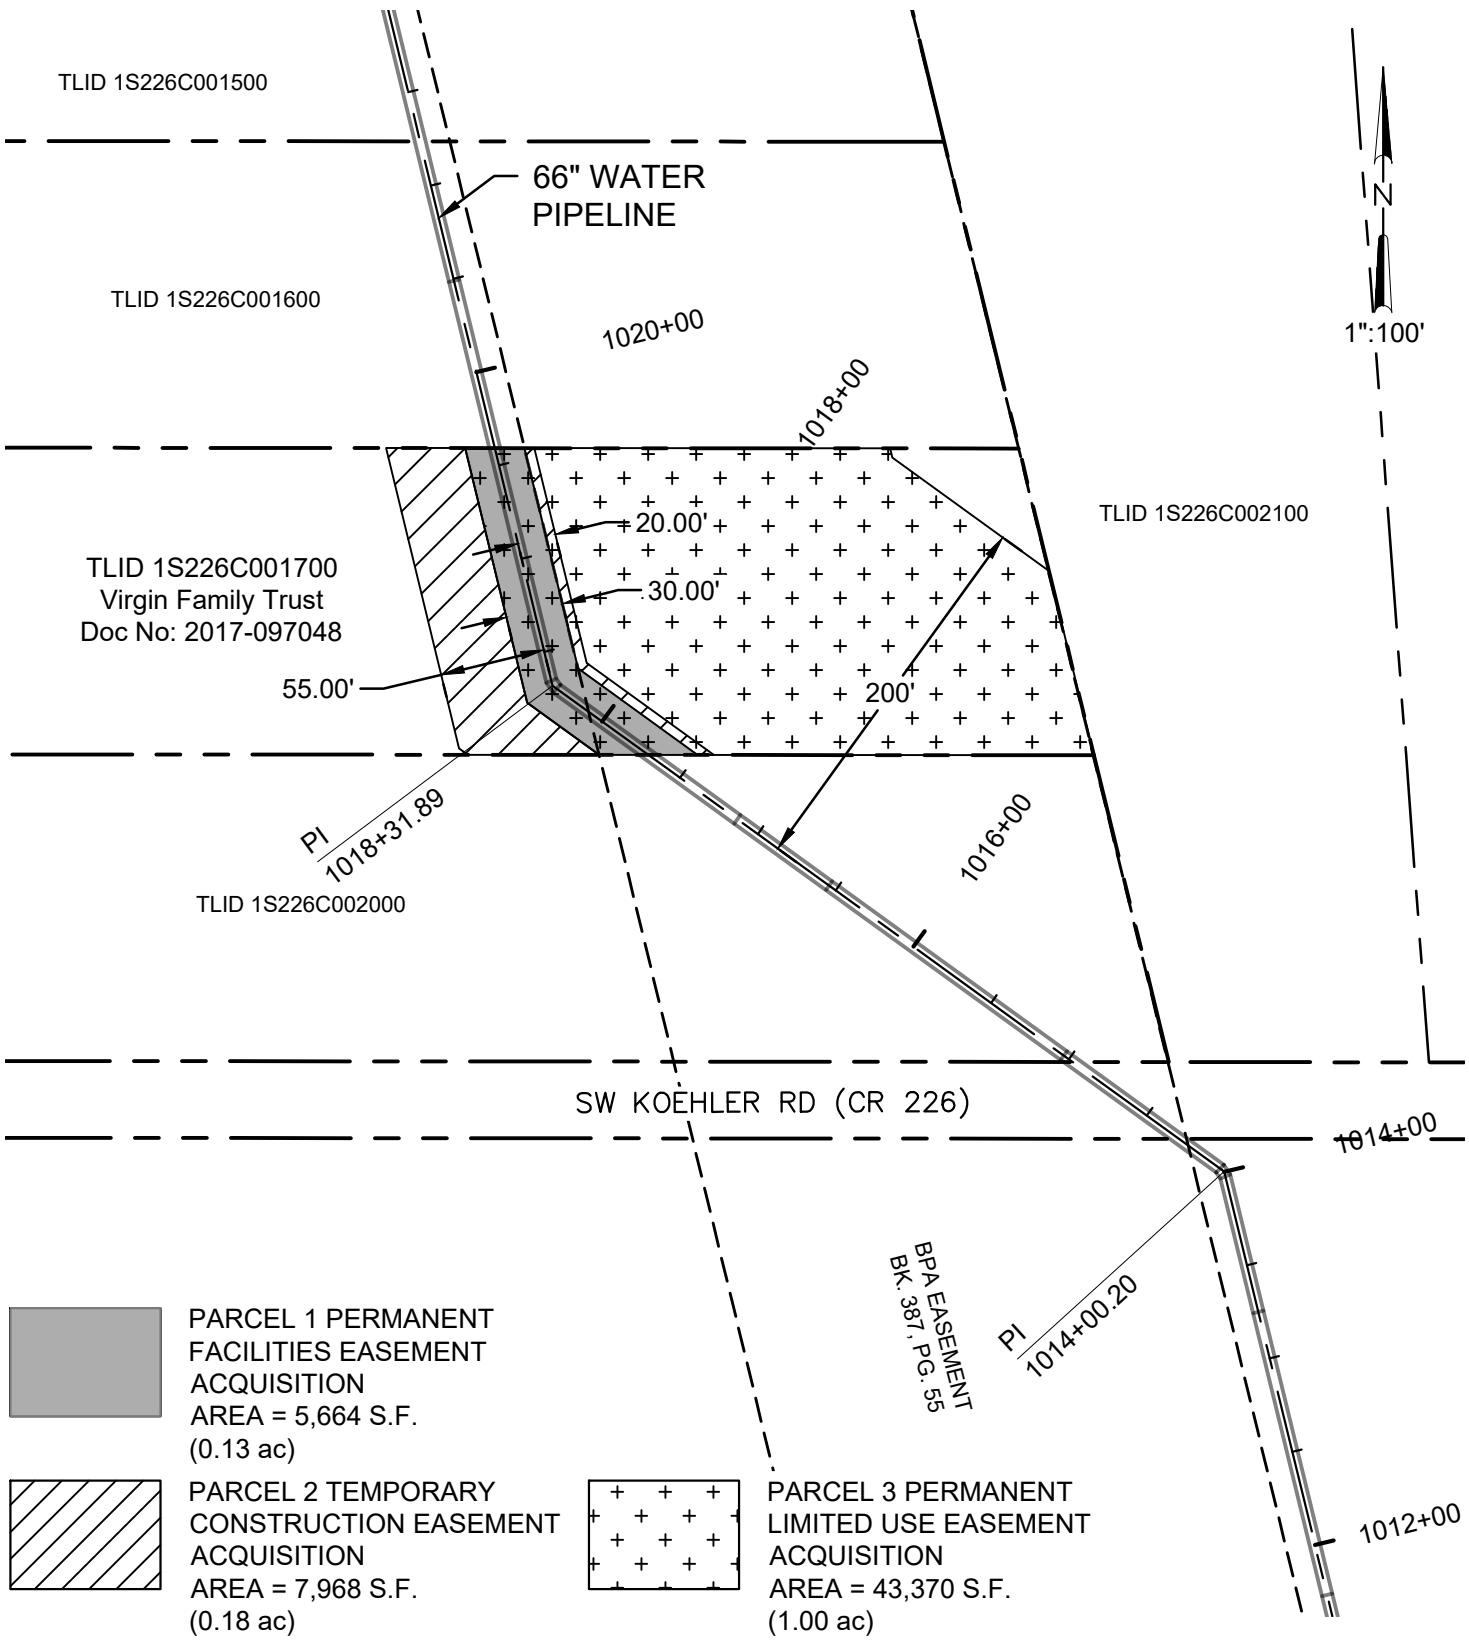 TLID 1S226C001500
66" WATER
PIPELINE
N
1":100'
TLID 1S226C001600
1020+00
1018+00
TLID 1S226C002100
20.00'
TLID 1S226C001700
Virgin Family Trust
Doc No: 2017-097048
30.00'
55.00'
200'
PI
1018+31.89
1016+00
TLID 1S226C002000
SW KOEHLER RD (CR 226)
1014+00
BPA EASEMENT
BK. 387, PG. 55
PI
1014+00.20
1012+00
PARCEL 1 PERMANENT
FACILITIES EASEMENT
ACQUISITION
AREA = 5,664 S.F.
(0.13 ac)
PARCEL 2 TEMPORARY
CONSTRUCTION EASEMENT
ACQUISITION
AREA = 7,968 S.F.
(0.18 ac)
PARCEL 3 PERMANENT
LIMITED USE EASEMENT
ACQUISITION
AREA = 43,370 S.F.
(1.00 ac)